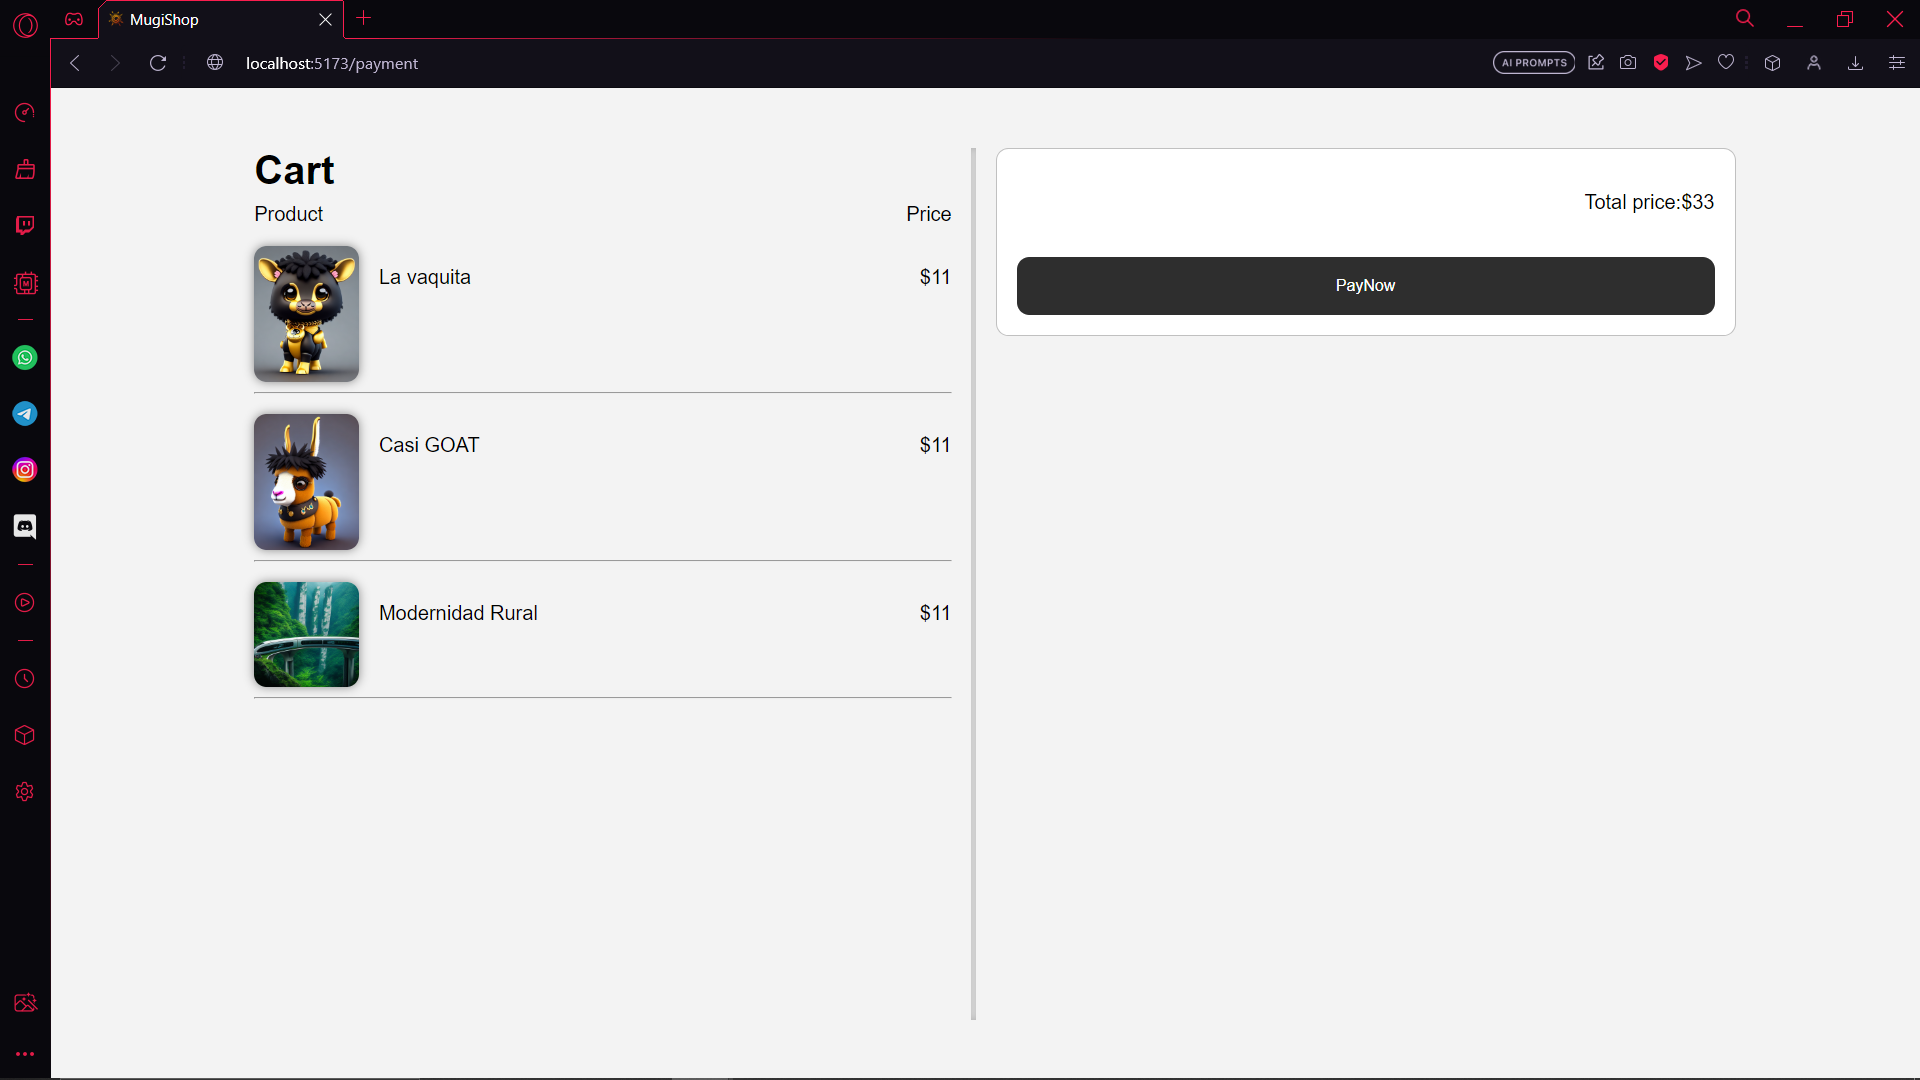 MugiShop
localhost:5173/payment
AI PROMPTS
Cart
Product Price
La vaquita $11
Casi GOAT $11
Modernidad Rural $11
Total price:$33
PayNow